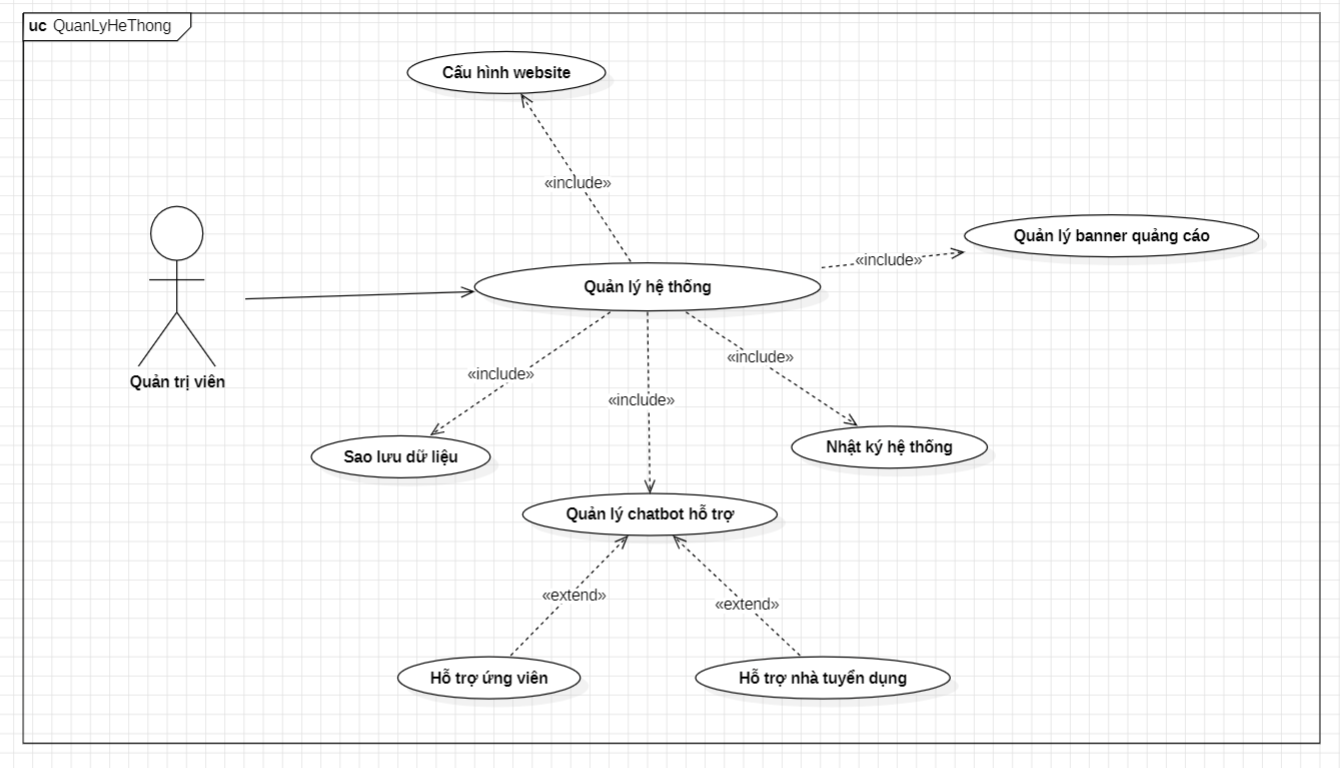 uc QuanLyHeThong
Cấu hình website
«include»
Quản lý banner quảng cáo
«include»
Quản lý hệ thống
Quản trị viên
«include»
«include»
«include»
Sao lưu dữ liệu
Nhật ký hệ thống
Quản lý chatbot hỗ trợ
«extend»
«extend»
Hỗ trợ ứng viên
Hỗ trợ nhà tuyển dụng